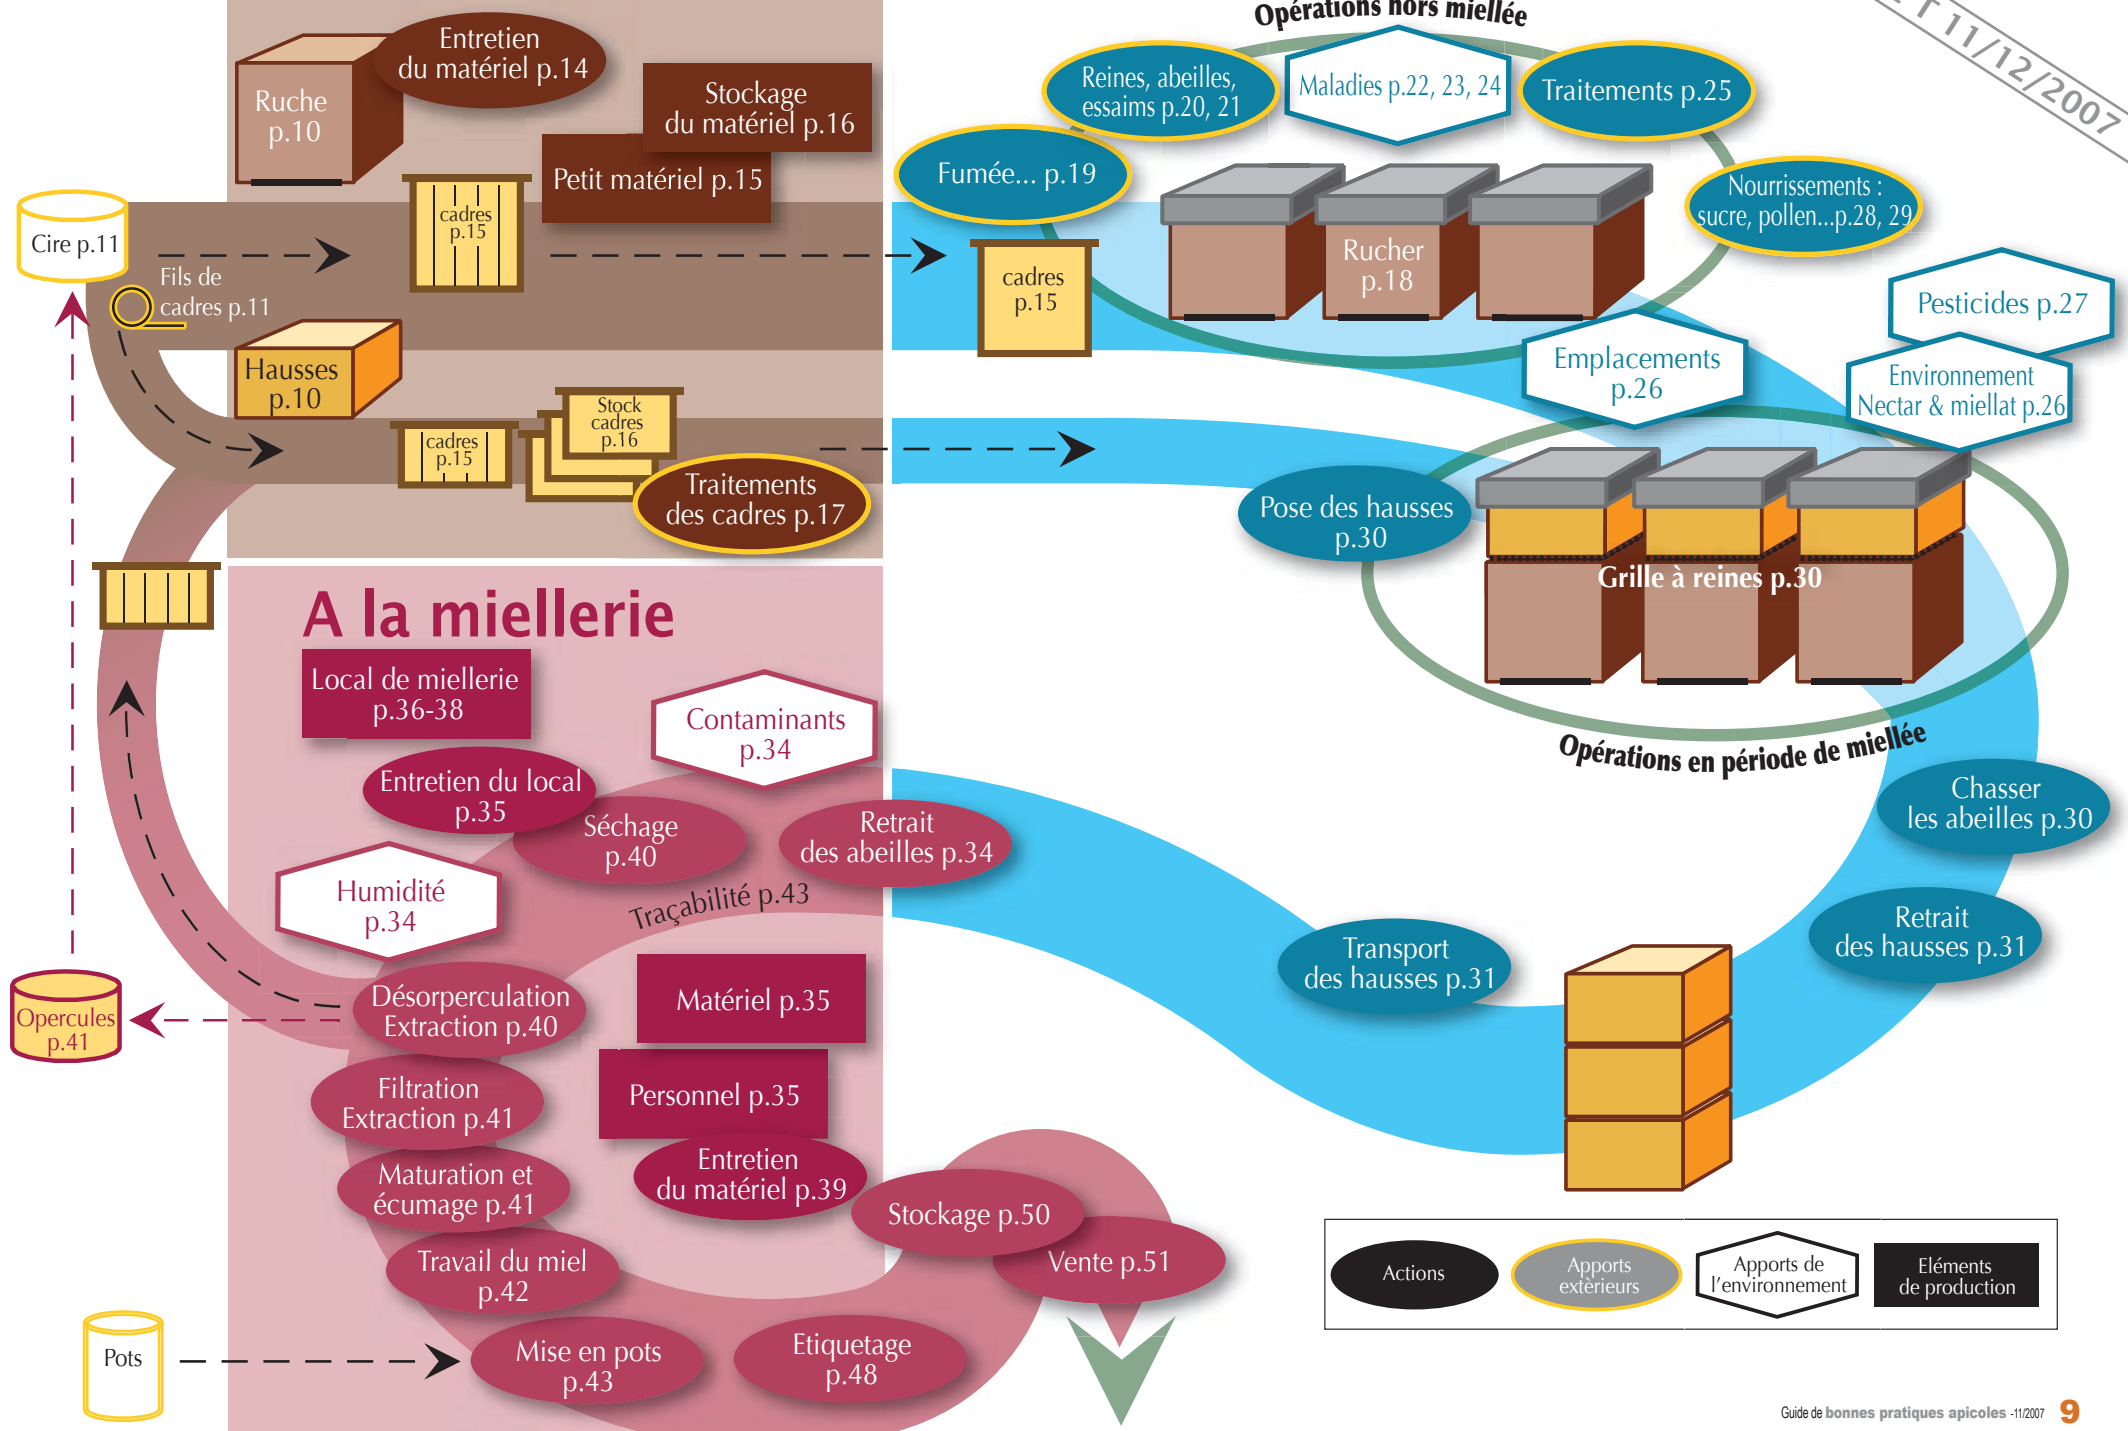 Opérations hors miellée
T 11/12/2007
Entretien
du matériel p.14
Ruche
p.10
Stockage
du matériel p.16
Petit matériel p.15
Reines, abeilles,
essaims p.20, 21
Maladies p.22, 23, 24
Traitements p.25
Fumée... p.19
Nourrissements :
sucre, pollen...p.28, 29
Cire p.11
cadres
p.15
Fils de
cadres p.11
cadres
p.15
Rucher
p.18
Pesticides p.27
Hausses
p.10
Emplacements
p.26
Environnement
Nectar & miellat p.26
Stock
cadres
p.16
cadres
p.15
Traitements
des cadres p.17
Pose des hausses
p.30
Grille à reines p.30
Opérations en période de miellée
A la miellerie
Local de miellerie
p.36-38
Contaminants
p.34
Entretien du local
p.35
Séchage
p.40
Retrait
des abeilles p.34
Chasser
les abeilles p.30
Humidité
p.34
Traçabilité p.43
Retrait
des hausses p.31
Transport
des hausses p.31
Opercules
p.41
Désorperculation
Extraction p.40
Matériel p.35
Filtration
Extraction p.41
Personnel p.35
Maturation et
écumage p.41
Entretien
du matériel p.39
Stockage p.50
Travail du miel
p.42
Vente p.51
Pots
Mise en pots
p.43
Etiquetage
p.48
Actions
Apports
extérieurs
Apports de
l'environnement
Eléments
de production
Guide de bonnes pratiques apicoles -11/2007 9